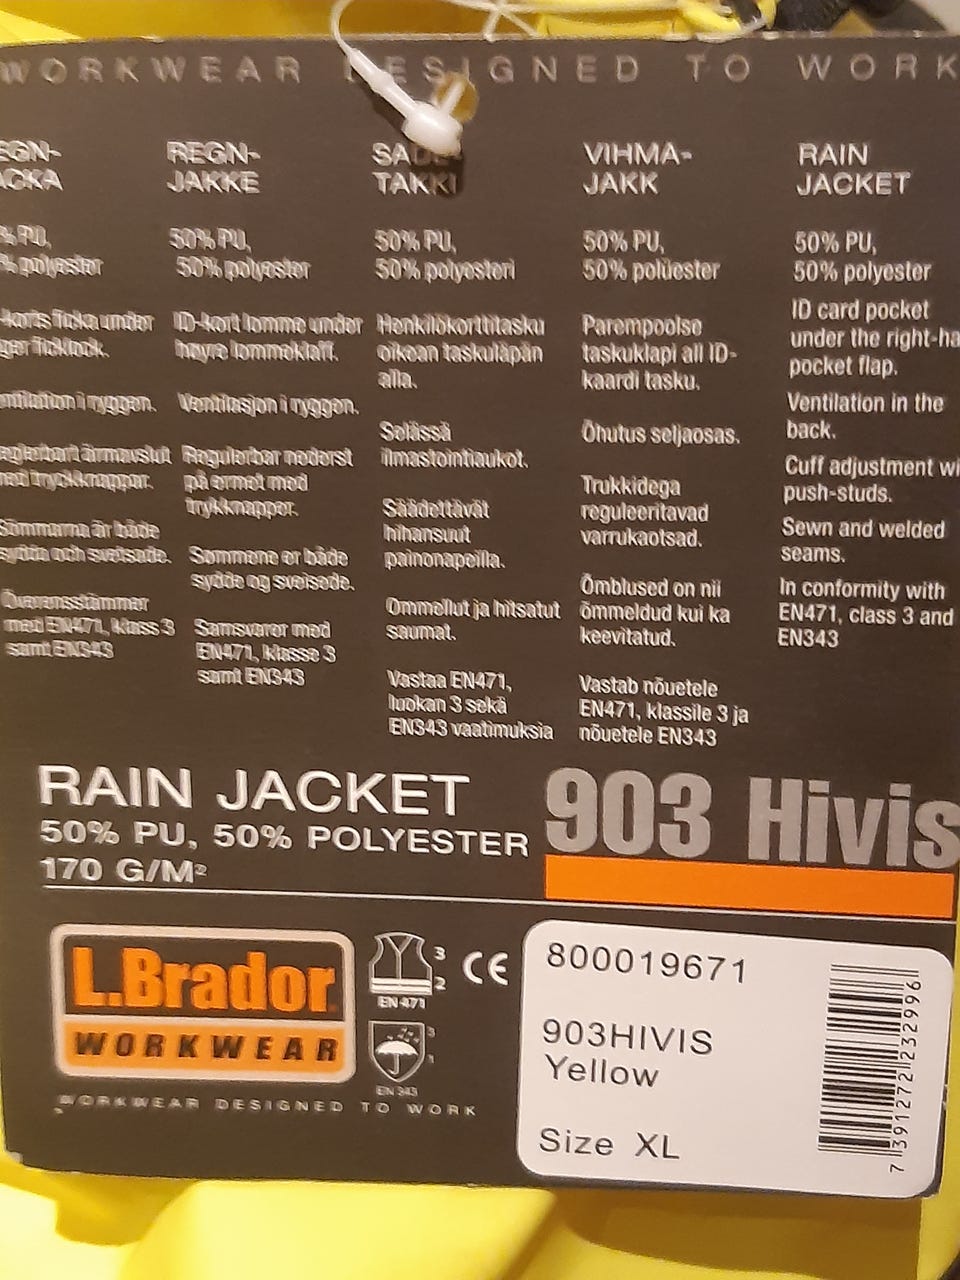 WORKWEAR DESIGNED TO WORK
REGN-
JAKKE
50% PU,
50% polyester
ID-kort lomme under
høyre lommeklaff.
Ventilasjon i ryggen.
Regulerbar nederst
på ermet med
trykknapper.
Sømmene er både
sydde og sveisede.
Samsvarer med
EN471, klasse 3
samt EN343
SADE-
TAKKI
50% PU,
50% polyesteri
Henkilökorttitasku
oikean taskuläpän
alla.
Selässä
ilmastointiaukot.
Säädettävät
hihansuut
painonapeilla.
Ommellut ja hitsatut
saumat.
Vastaa EN471,
luokan 3 sekä
EN343 vaatimuksia
VIHMA-
JAKK
50% PU,
50% polüester
Parempoolse
taskuklapi all ID-
kaardi tasku.
Õhutus seljaosas.
Trukkidega
reguleeritavad
varrukaotsad.
Õmblused on nii
õmmeldud kui ka
keevitatud.
Vastab nõuetele
EN471, klassile 3 ja
nõuetele EN343
RAIN
JACKET
50% PU,
50% polyester
ID card pocket
under the right-ha
pocket flap.
Ventilation in the
back.
Cuff adjustment wi
push-studs.
Sewn and welded
seams.
In conformity with
EN471, class 3 and
EN343
RAIN JACKET
50% PU, 50% POLYESTER
170 G/M²
903 Hivis
L.Brador
WORKWEAR
WORKWEAR DESIGNED TO WORK
3
2
EN 471
CE
3
1
EN 343
800019671
903HIVIS
Yellow
Size XL
7 391272 232996